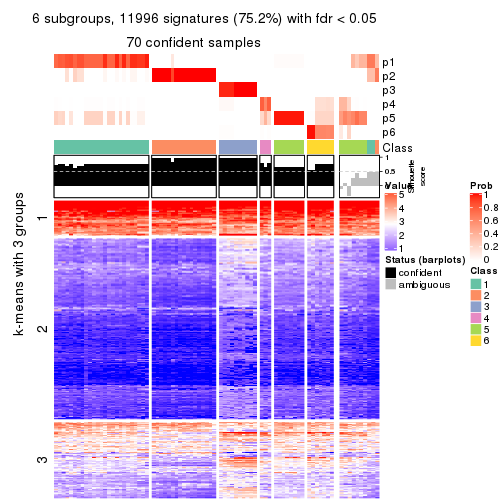 6 subgroups, 11996 signatures (75.2%) with fdr < 0.05
70 confident samples
p1
p2
p3
p4
p5
p6
Class
1
0.5
0
Silhouette
score
k-means with 3 groups
1
2
3
Value
5
4
3
2
1
Status (barplots)
confident
ambiguous
Prob
1
0.8
0.6
0.4
0.2
0
Class
1
2
3
4
5
6